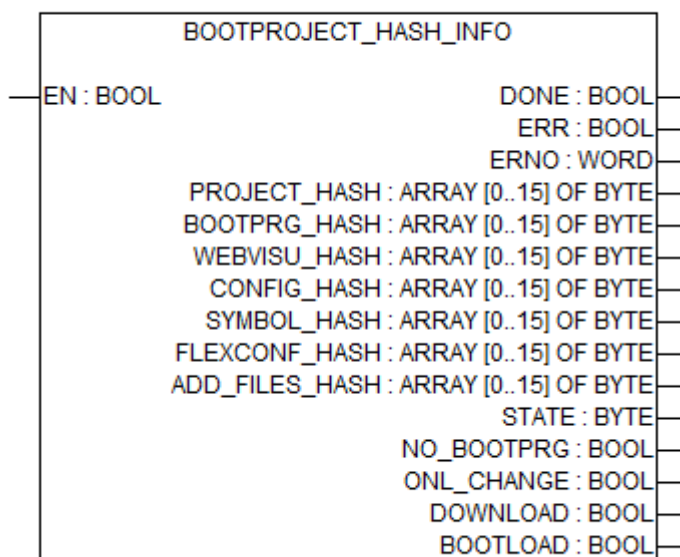 BOOTPROJECT_HASH_INFO
EN : BOOL DONE : BOOL
ERR : BOOL
ERNO : WORD
PROJECT_HASH : ARRAY [0..15] OF BYTE
BOOTPRG_HASH : ARRAY [0..15] OF BYTE
WEBVISU_HASH : ARRAY [0..15] OF BYTE
CONFIG_HASH : ARRAY [0..15] OF BYTE
SYMBOL_HASH : ARRAY [0..15] OF BYTE
FLEXCONF_HASH : ARRAY [0..15] OF BYTE
ADD_FILES_HASH : ARRAY [0..15] OF BYTE
STATE : BYTE
NO_BOOTPRG : BOOL
ONL_CHANGE : BOOL
DOWNLOAD : BOOL
BOOTLOAD : BOOL